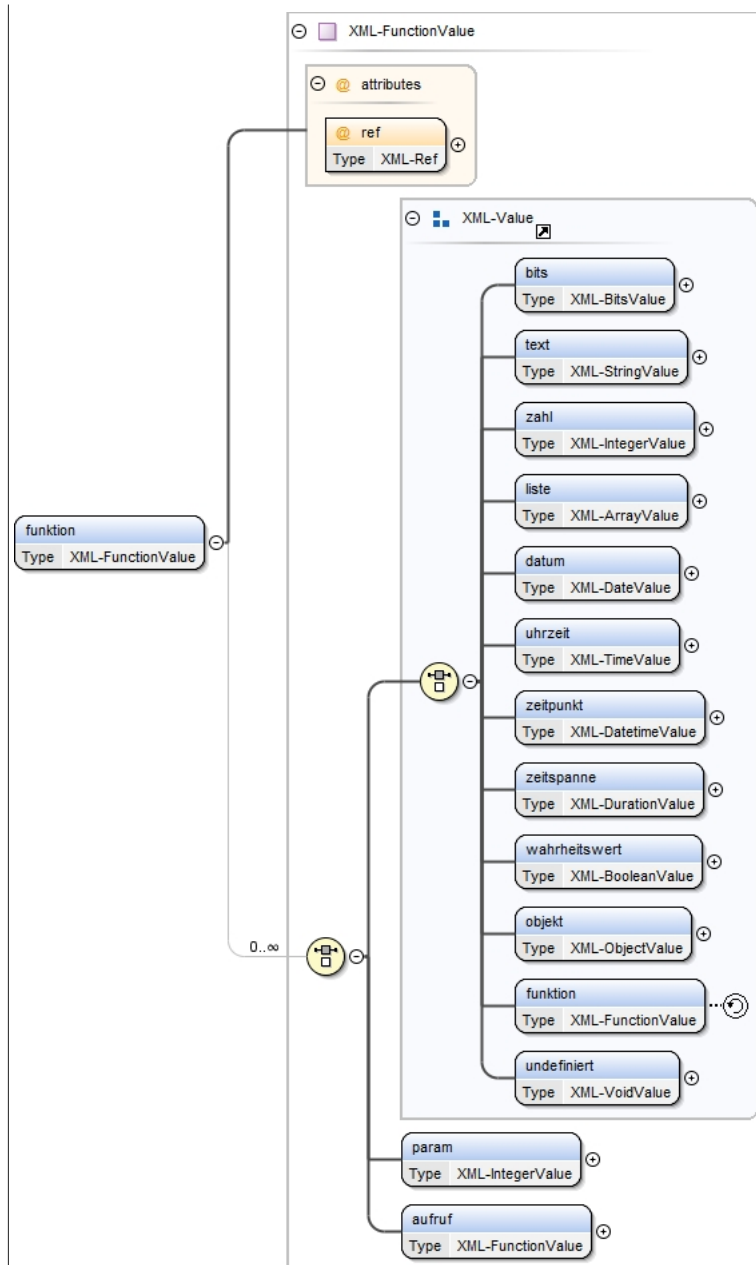 XML-FunctionValue
@ attributes
@ ref
Type XML-Ref
XML-Value
bits
Type XML-BitsValue
text
Type XML-StringValue
zahl
Type XML-IntegerValue
liste
Type XML-ArrayValue
funktion
Type XML-FunctionValue
datum
Type XML-DateValue
uhrzeit
Type XML-TimeValue
zeitpunkt
Type XML-DatetimeValue
zeitspanne
Type XML-DurationValue
wahrheitswert
Type XML-BooleanValue
objekt
Type XML-ObjectValue
0..∞
funktion
Type XML-FunctionValue
undefiniert
Type XML-VoidValue
param
Type XML-IntegerValue
aufruf
Type XML-FunctionValue